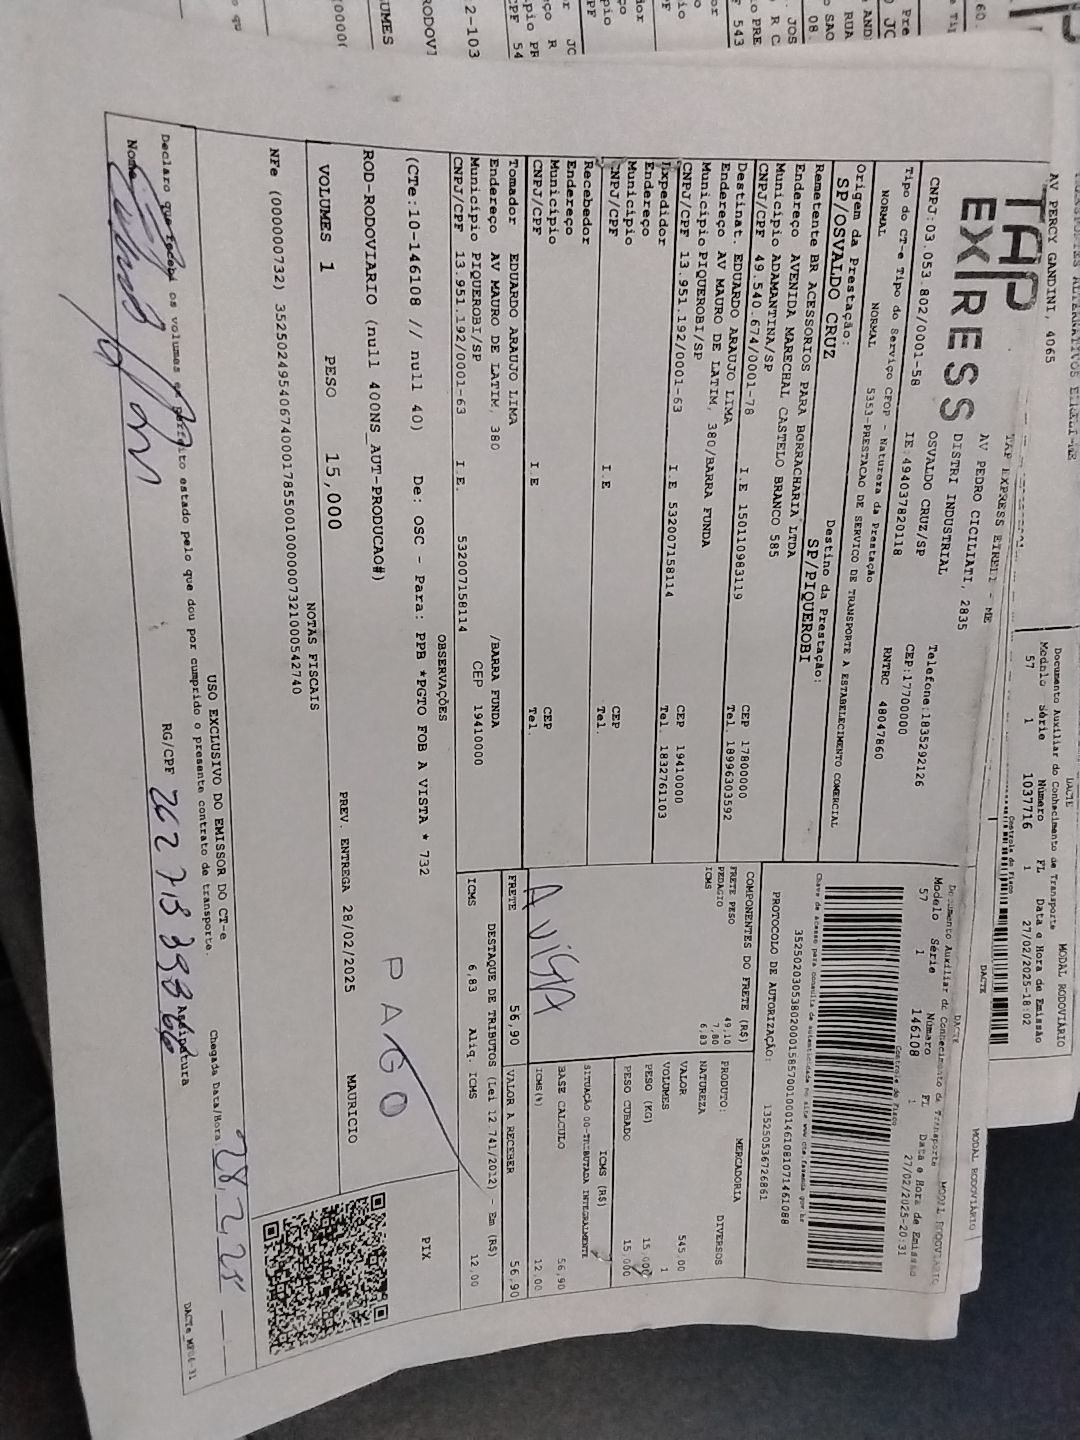 AV PERCY GANDINI, 4065
TAP EXPRESS EIRELI - ME
TAP
EXPRESS
AV PEDRO CICILIATI, 2835
DISTRI INDUSTRIAL
OSVALDO CRUZ/SP
Telefone:1835292126
CNPJ:03.053.802/0001-58
IE:494037820118
CEP:17700000
Tipo do CT-e Tipo do Serviço CFOP - Natureza da Prestação
RNTRC 48047860
NORMAL NORMAL 5353-PRESTACAO DE SERVIÇO DE TRANSPORTE A ESTABELECIMENTO COMERCIAL
Origem da Prestação:
Destino da Prestação:
SP/OSVALDO CRUZ
SP/PIQUEROBI
Remetente BR ACESSORIOS PARA BORRACHARIA LTDA
Endereço AVENIDA MARECHAL CASTELO BRANCO 585
Município ADAMANTINA/SP
CEP 17800000
CNPJ/CPF 49.540.674/0001-78 I.E 150110983119 Tel. 18996303592
Destinat. EDUARDO ARAUJO LIMA
Endereço AV MAURO DE LATIM, 380/BARRA FUNDA
Município PIQUEROBI/SP
CEP 19410000
CNPJ/CPF 13.951.192/0001-63 I.E 532007158114 Tel. 1832761103
Expedidor
Endereço
Município
CEP
CNPJ/CPF I.E Tel.
Recebedor
Endereço
Município
CEP
CNPJ/CPF I.E Tel.
Tomador EDUARDO ARAUJO LIMA
Endereço AV MAURO DE LATIM, 380 /BARRA FUNDA
Município PIQUEROBI/SP CEP 19410000
CNPJ/CPF 13.951.192/0001-63 I.E. 532007158114
Documento Auxiliar do Conhecimento de Transporte
MODAL RODOVIÁRIO
DACTE
Modelo Série Número FL Data e Hora de Emissão
57 1 1037716 1 27/02/2025-18:02
Controle do Fisco
DACTE
Documento Auxiliar do Conhecimento de Transporte
MODAL RODOVIÁRIO
Modelo Série Número FL Data e Hora de Emissão
57 1 146108 1 27/02/2025-20:31
Controle do Fisco
Chave de acesso para consulta de autenticidade no site www.cte.fazenda.gov.br
PROTOCOLO DE AUTORIZAÇÃO: 135250536726861
COMPONENTES DO FRETE (R$)
FRETE PESO 49,10
PEDAGIO 7,80
ICMS 6,83
A VISTA
PRODUTO: MERCADORIA
NATUREZA DIVERSOS
VALOR 545,00
VOLUMES 1
PESO (KG) 15,000
PESO CUBADO 15,000
ICMS (R$)
SITUAÇÃO 00-TRIBUTADA INTEGRALMENTE
BASE CALCULO 56,90
ICMS(%) 12,00
FRETE 56,90 VALOR A RECEBER 56,90
DESTAQUE DE TRIBUTOS (Lei 12.741/2012) - Em (R$)
ICMS 6,83 Aliq. ICMS 12,00
OBSERVAÇÕES
(CTe:10-146108 // null 40) De: OSC - Para: PPB *PGTO FOB A VISTA * 732
PIX
PAGO
ROD-RODOVIARIO (null 400NS_AUT-PRODUCAO#)
VOLUMES 1 PESO 15,000 PREV. ENTREGA 28/02/2025 MAURICIO
NOTAS FISCAIS
NFe (000000732) 35250249540674000178550010000007321000542740
USO EXCLUSIVO DO EMISSOR DO CT-e
Declaro que recebi os volumes em perfeito estado pelo que dou por cumprido o presente contrato de transporte.
Chegada Data/Hora 28,2,25
Nome
RG/CPF
Assinatura
DACTe